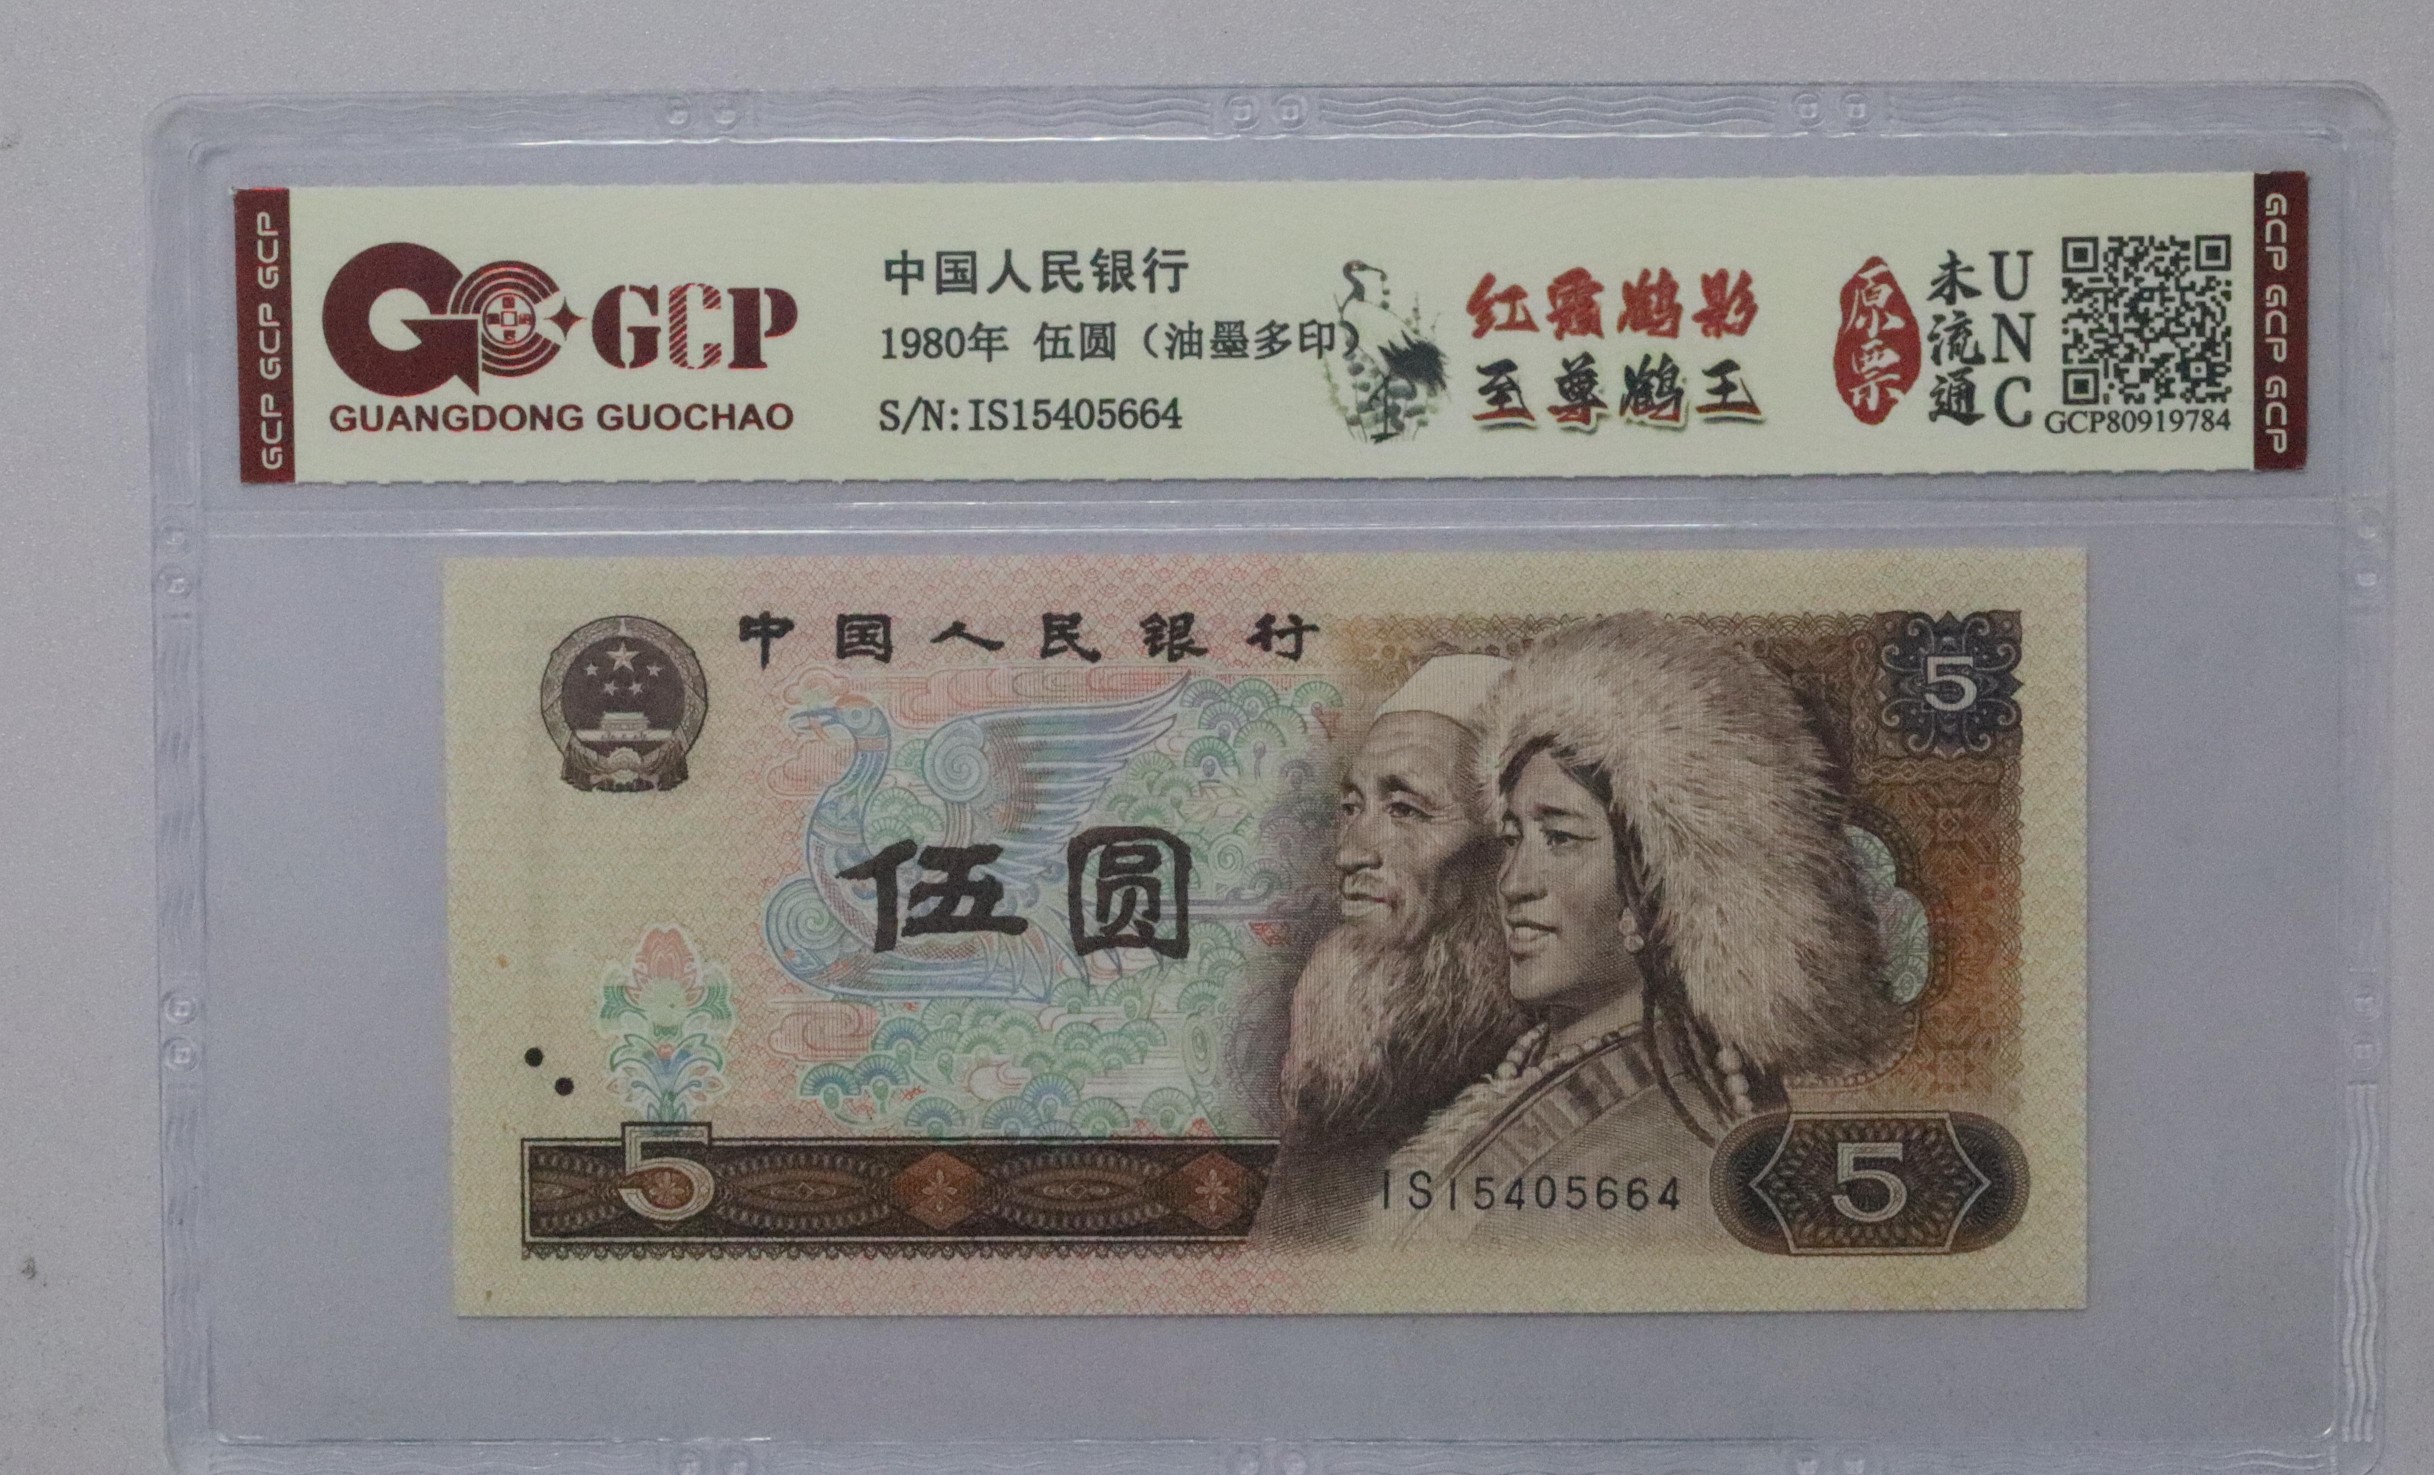 GCP GCP GCP GCP
GCP
GUANGDONG GUOCHAO
中国人民银行
1980年 伍圆（油墨多印）
S/N:IS15405664
红霞鹤影
至尊鹤王
原票
未流通
UNC
GCP80919784
GCP GCP GCP GCP
中国人民银行
5
伍圆
5
IS15405664
5